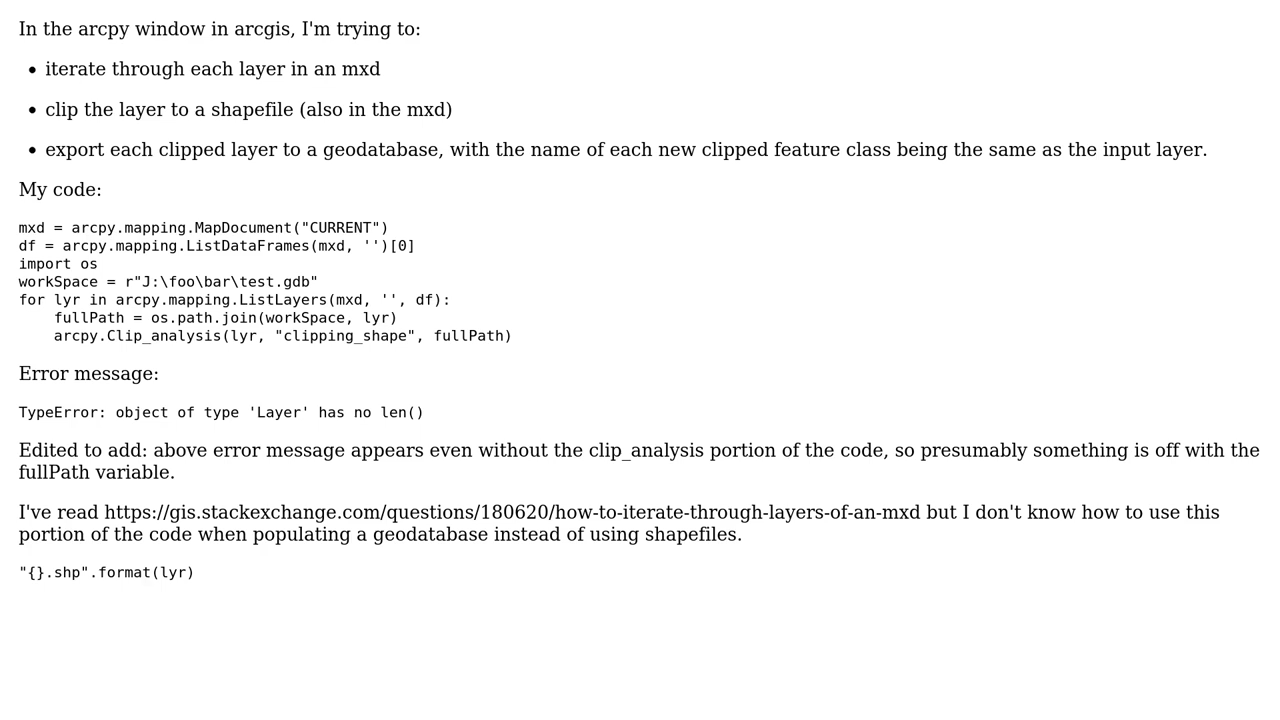 In the arcpy window in arcgis, I'm trying to:
• iterate through each layer in an mxd
• clip the layer to a shapefile (also in the mxd)
• export each clipped layer to a geodatabase, with the name of each new clipped feature class being the same as the input layer.
My code:
mxd = arcpy.mapping.MapDocument("CURRENT")
df = arcpy.mapping.ListDataFrames(mxd, '')[0]
import os
workSpace = r"J:\foo\bar\test.gdb"
for lyr in arcpy.mapping.ListLayers(mxd, '', df):
    fullPath = os.path.join(workSpace, lyr)
    arcpy.Clip_analysis(lyr, "clipping_shape", fullPath)
Error message:
TypeError: object of type 'Layer' has no len()
Edited to add: above error message appears even without the clip_analysis portion of the code, so presumably something is off with the
fullPath variable.
I've read https://gis.stackexchange.com/questions/180620/how-to-iterate-through-layers-of-an-mxd but I don't know how to use this
portion of the code when populating a geodatabase instead of using shapefiles.
"{}.shp".format(lyr)